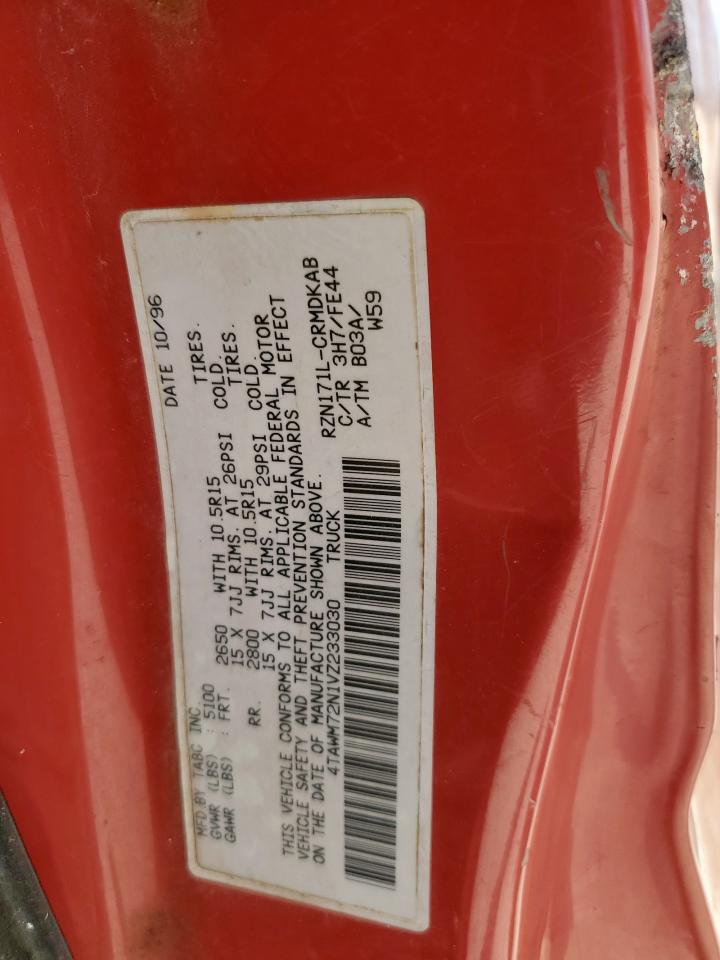 MFD BY TABC INC. DATE 10/96
GVWR (LBS) : 5100
GAWR (LBS) : FRT. 2650 WITH 10.5R15 TIRES.
15 X 7JJ RIMS. AT 26PSI COLD.
RR. 2800 WITH 10.5R15 TIRES.
15 X 7JJ RIMS. AT 29PSI COLD.
THIS VEHICLE CONFORMS TO ALL APPLICABLE FEDERAL MOTOR
VEHICLE SAFETY AND THEFT PREVENTION STANDARDS IN EFFECT
ON THE DATE OF MANUFACTURE SHOWN ABOVE.
4TAWM72N1VZ233030 TRUCK
RZN171L-CRMDKAB
C/TR 3H7/FE44
A/TM B03A/
W59